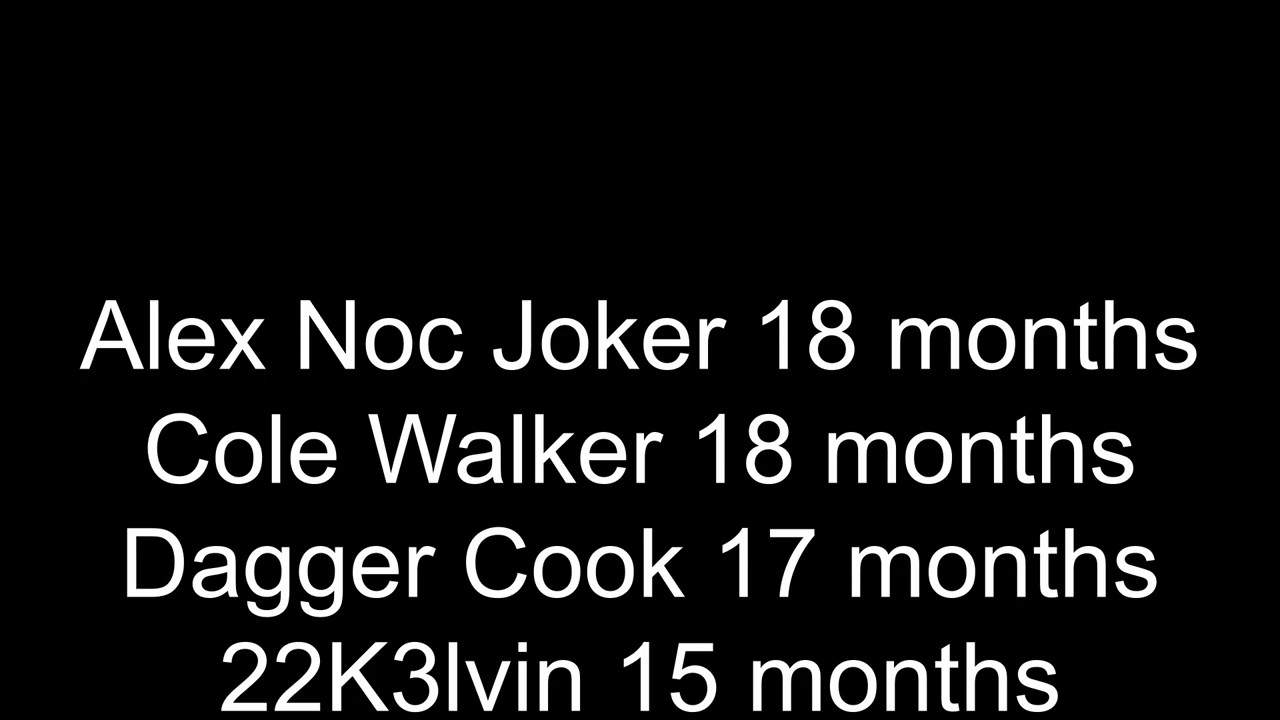 Alex Noc Joker 18 months
Cole Walker 18 months
Dagger Cook 17 months
22K3lvin 15 months